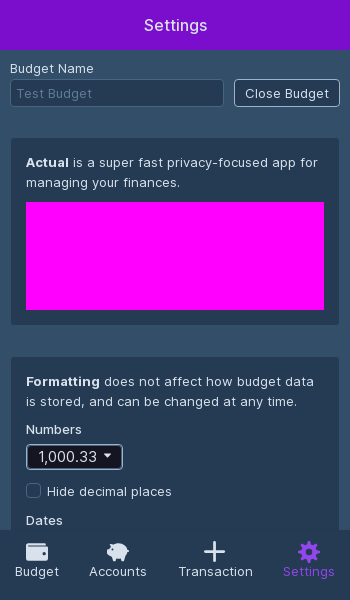 Settings
Budget Name
Test Budget
Close Budget
Actual is a super fast privacy-focused app for
managing your finances.
Formatting does not affect how budget data
is stored, and can be changed at any time.
Numbers
1,000.33
Hide decimal places
Dates
Budget
Accounts
Transaction
Settings